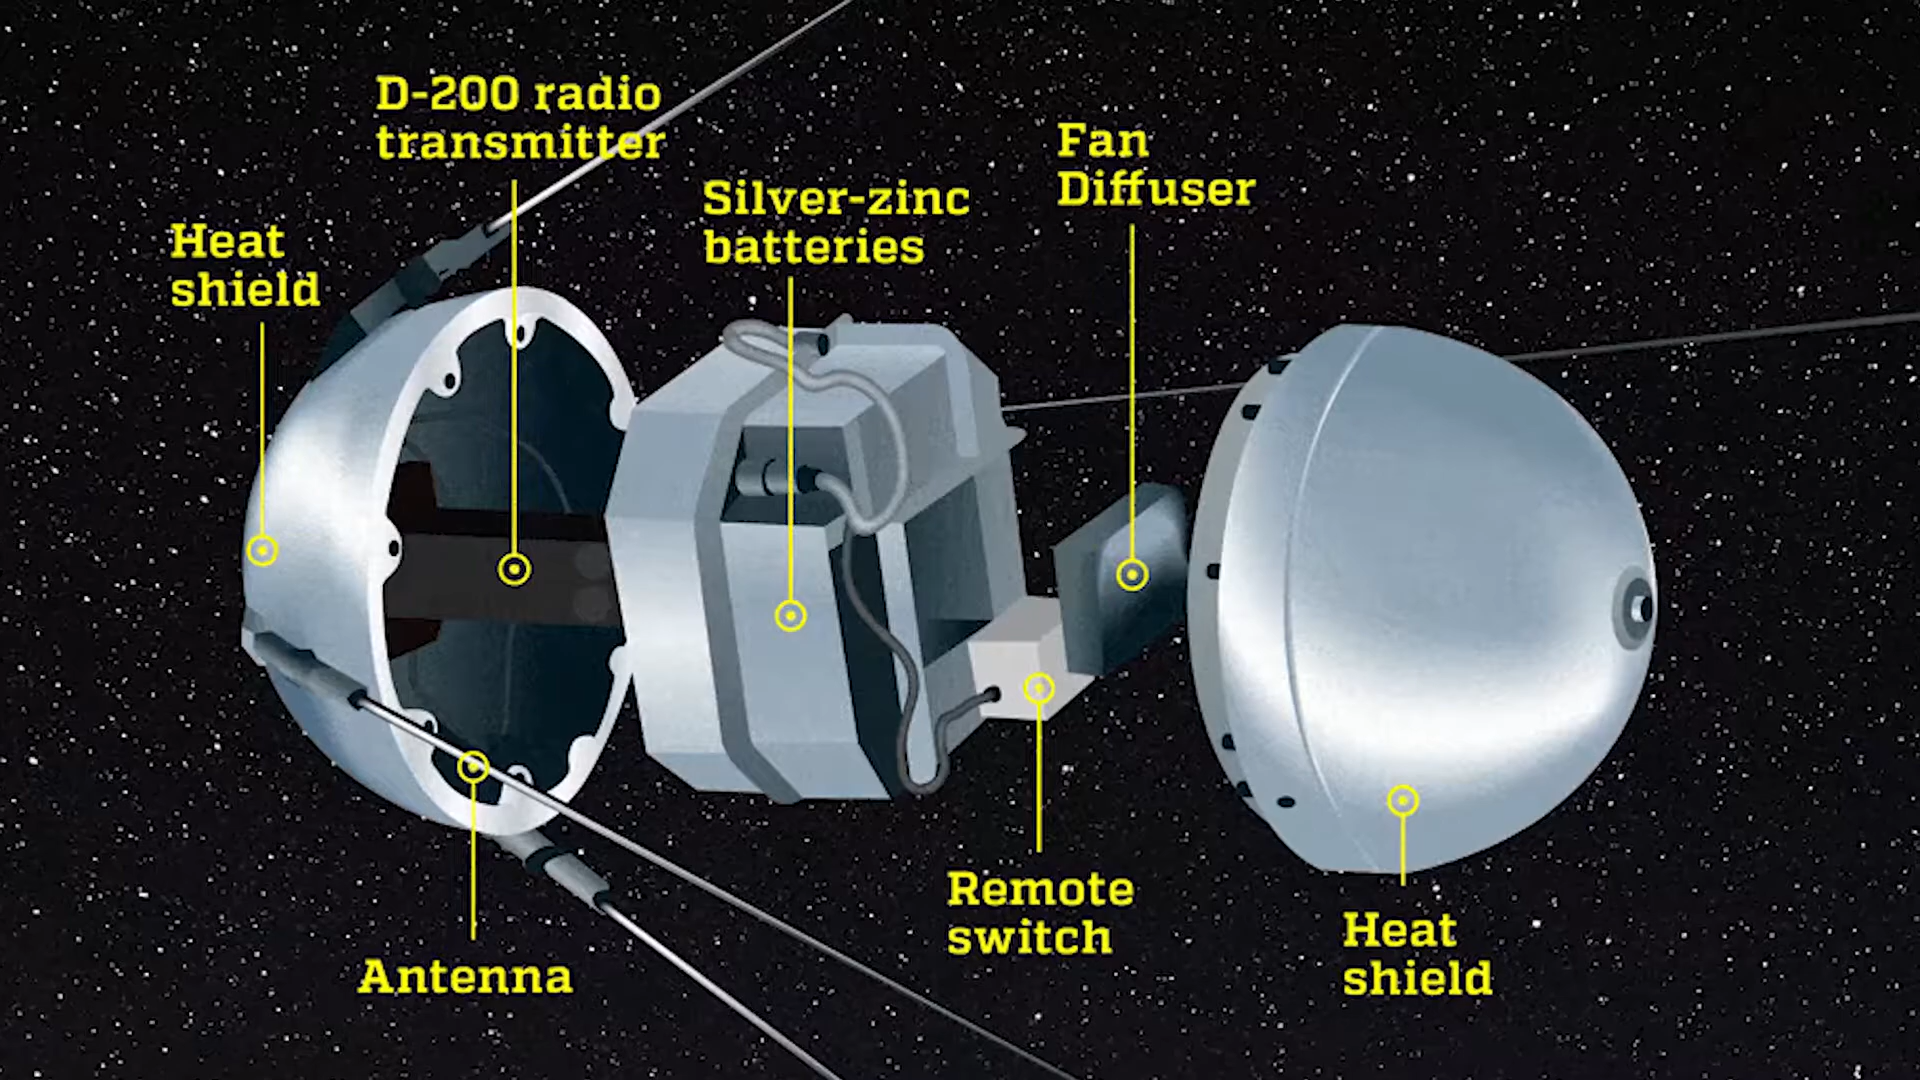 D-200 radio
transmitter
Heat
shield
Silver-zinc
batteries
Fan
Diffuser
Antenna
Remote
switch
Heat
shield